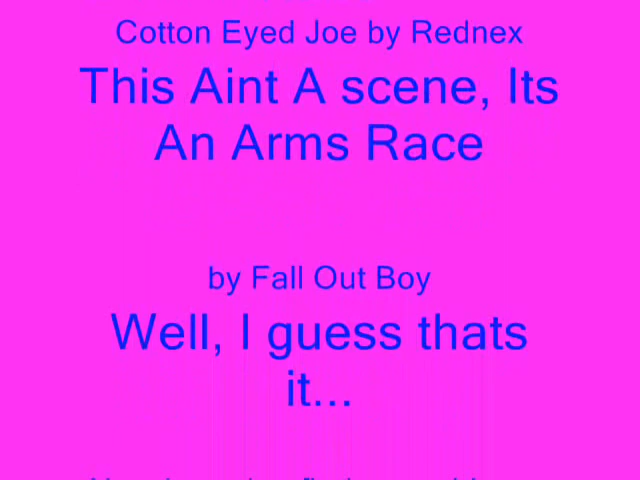 Cotton Eyed Joe by Rednex
This Aint A scene, Its
An Arms Race
by Fall Out Boy
Well, I guess thats
it...